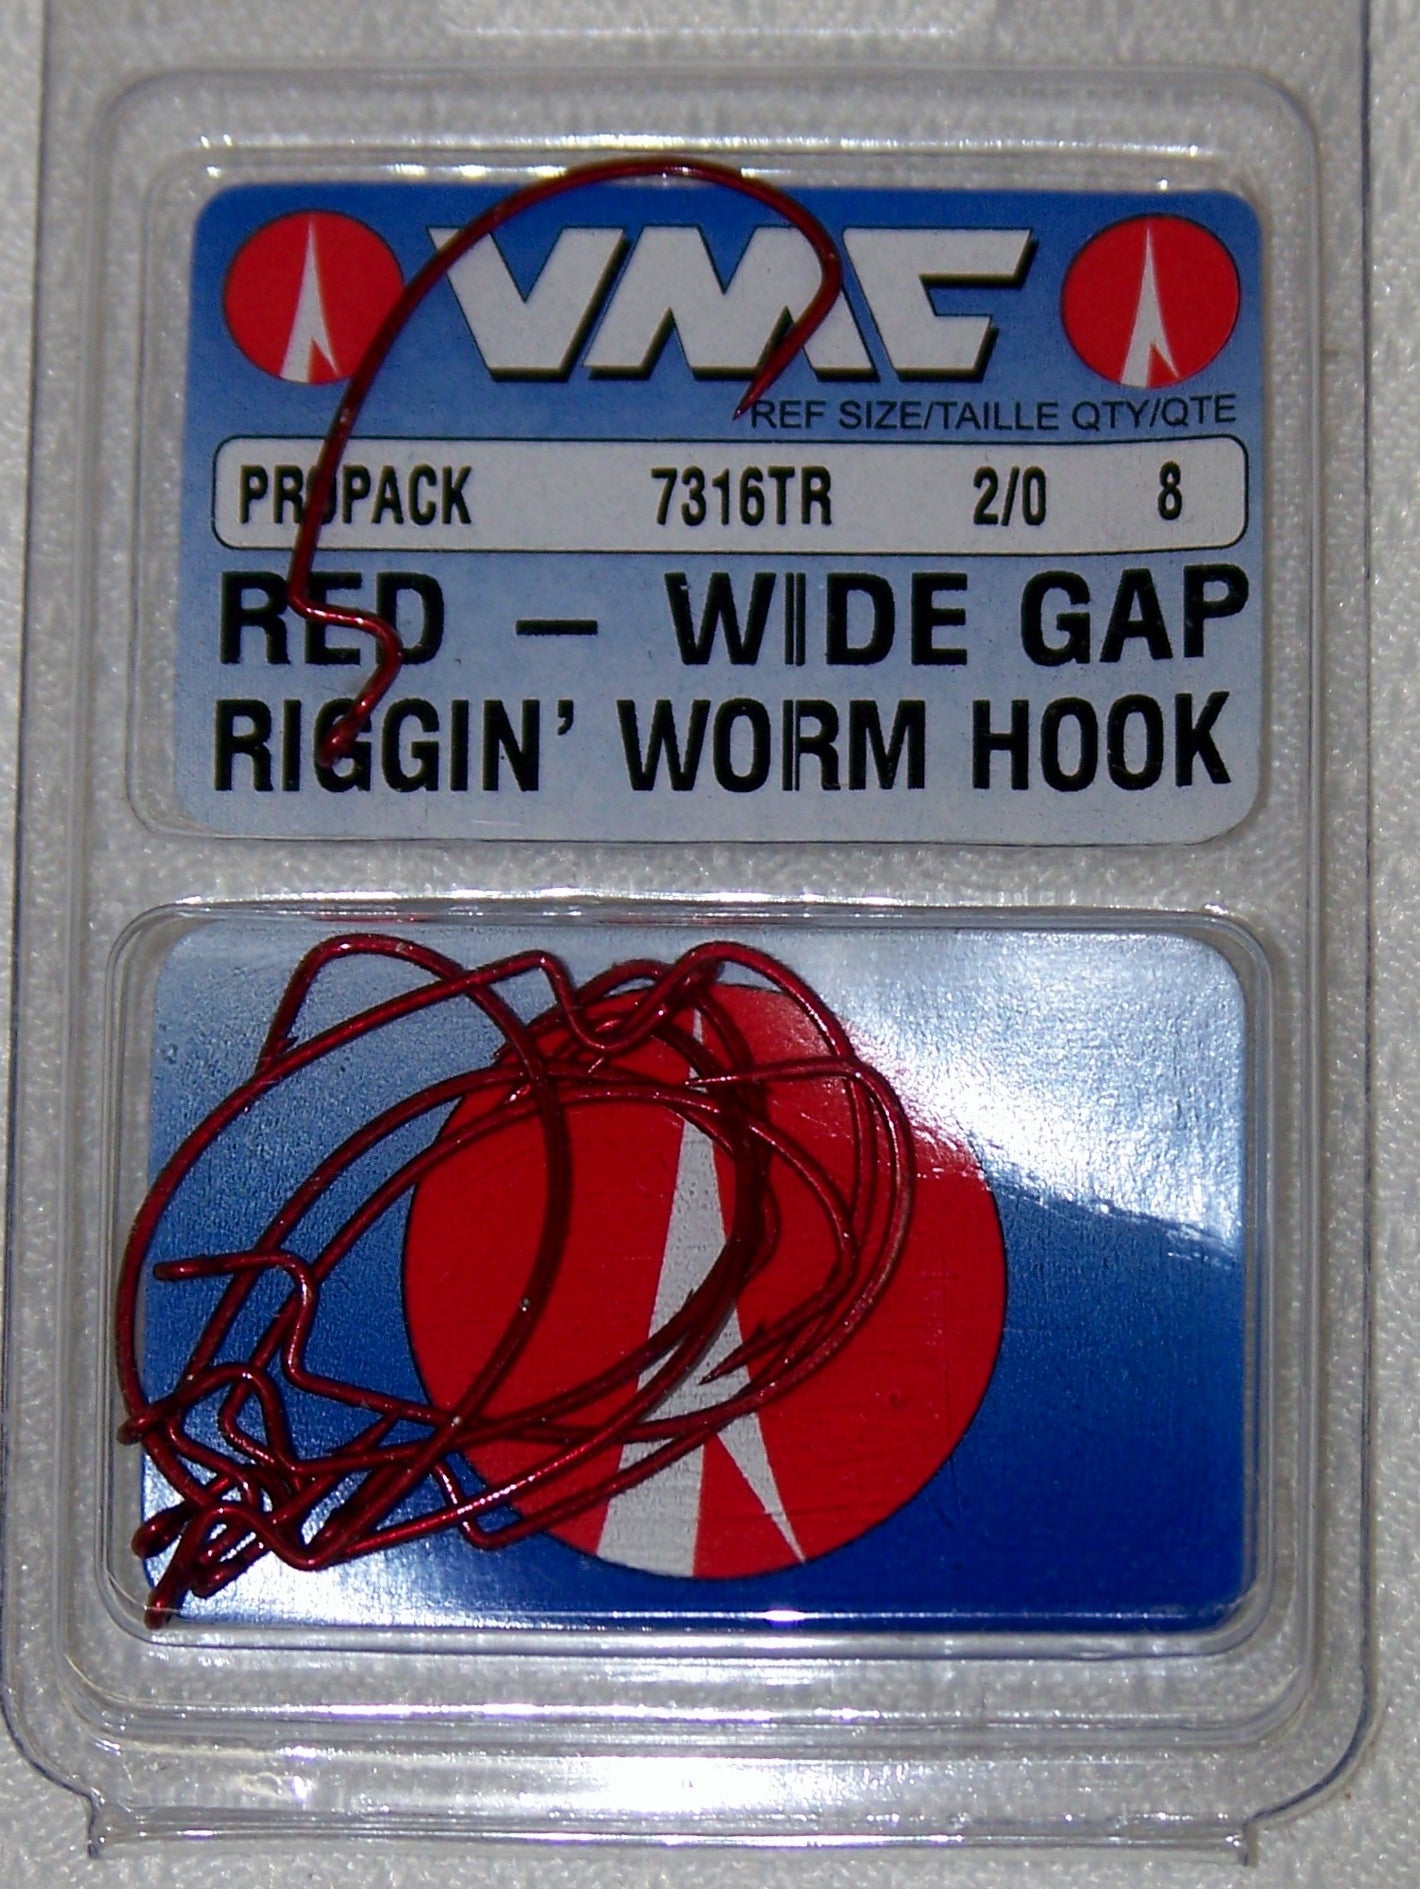 VMC
REF SIZE/TAILLE QTY/QTE
PROPACK 7316TR 2/0 8
RED – WIDE GAP
RIGGIN' WORM HOOK